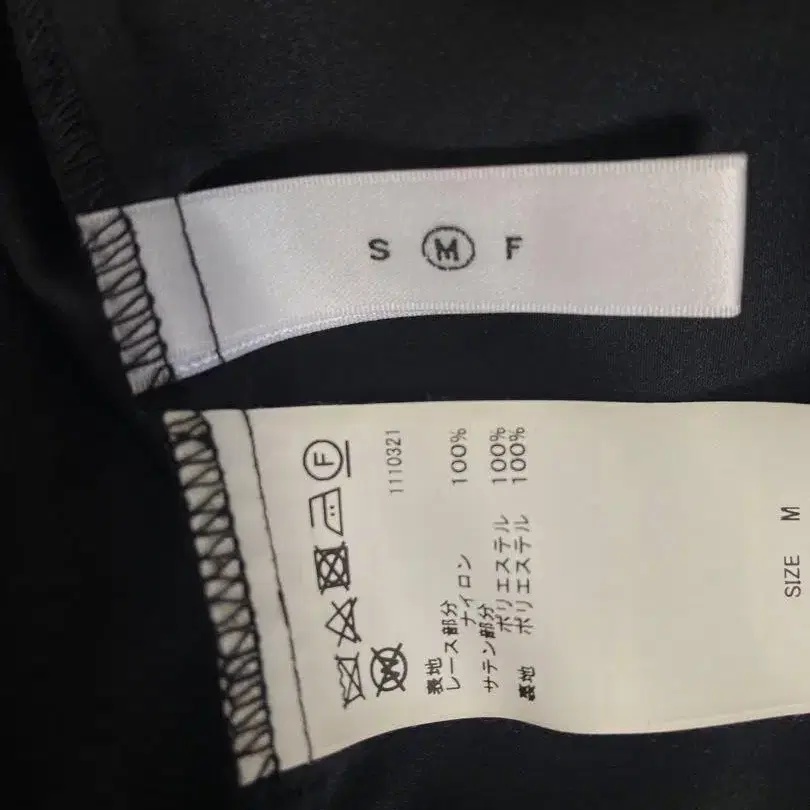 S M F
F
1110321
表地
レース部分
ナイロン 100%
サテン部分
ポリエステル 100%
裏地 ポリエステル 100%
SIZE M